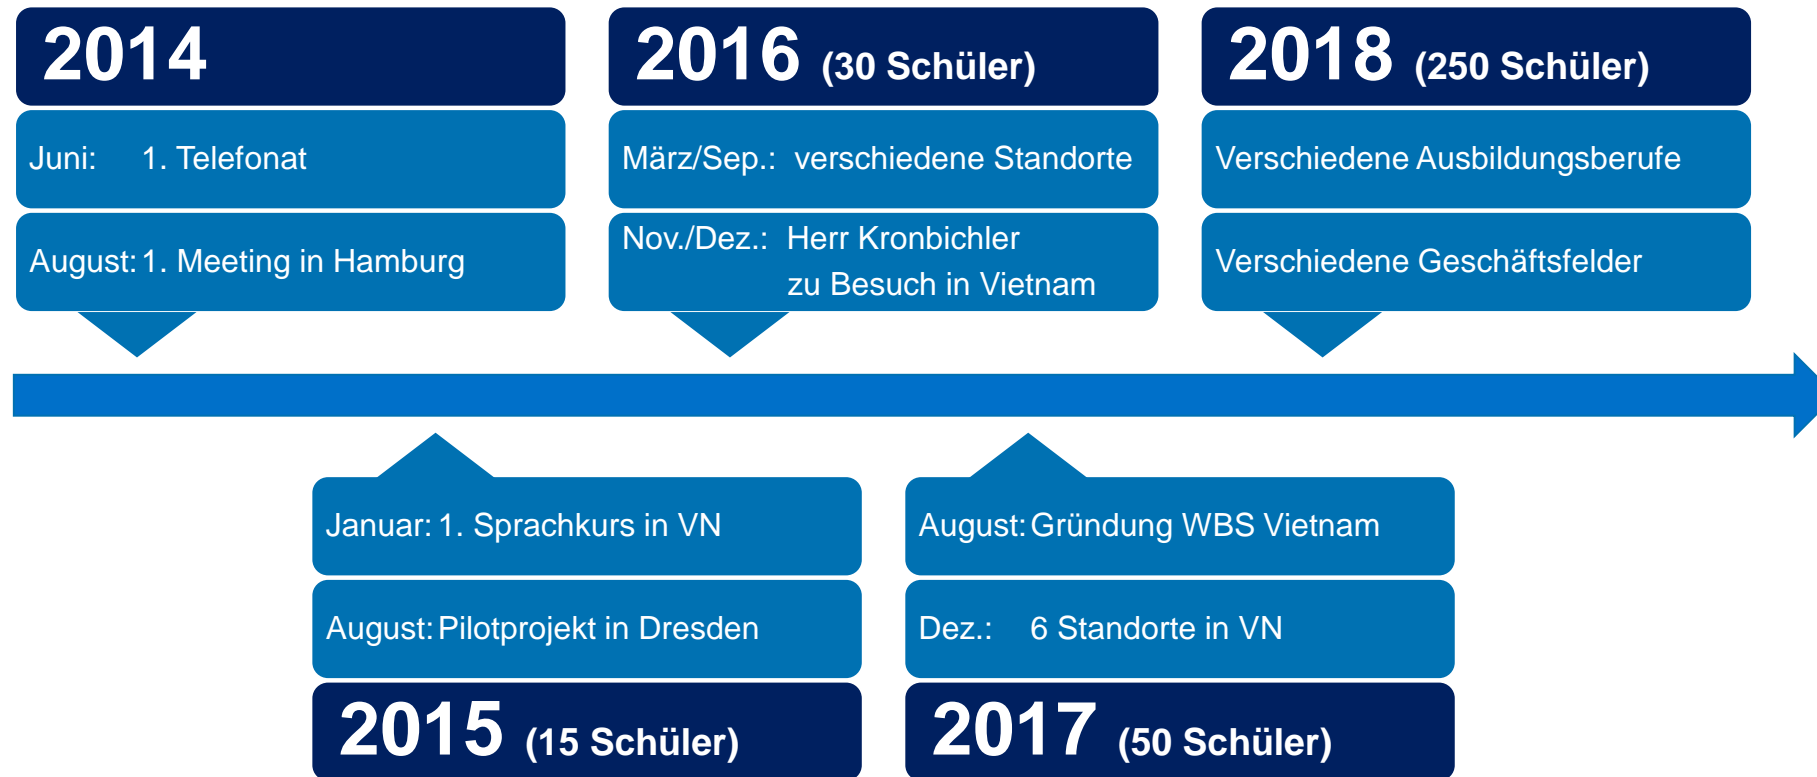 2014
Juni: 1. Telefonat
August: 1. Meeting in Hamburg
2016 (30 Schüler)
März/Sep.: verschiedene Standorte
Nov./Dez.: Herr Kronbichler
zu Besuch in Vietnam
2018 (250 Schüler)
Verschiedene Ausbildungsberufe
Verschiedene Geschäftsfelder
Januar: 1. Sprachkurs in VN
August: Pilotprojekt in Dresden
2015 (15 Schüler)
August: Gründung WBS Vietnam
Dez.: 6 Standorte in VN
2017 (50 Schüler)